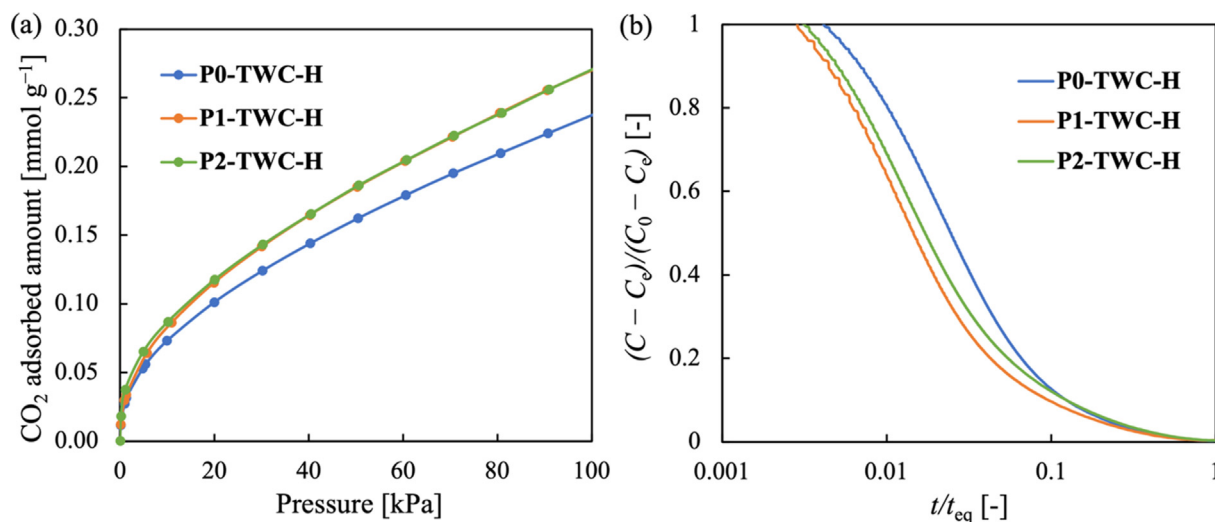 (a)
0.30
0.25
0.20
0.15
0.10
0.05
0.00
CO₂ adsorbed amount [mmol g⁻¹]
P0-TWC-H
P1-TWC-H
P2-TWC-H
0 20 40 60 80 100
Pressure [kPa]
(b)
1
0.8
0.6
0.4
0.2
0
(C − Cₑ)/(C₀ − Cₑ) [-]
P0-TWC-H
P1-TWC-H
P2-TWC-H
0.001 0.01 0.1 1
t/t_eq [-]